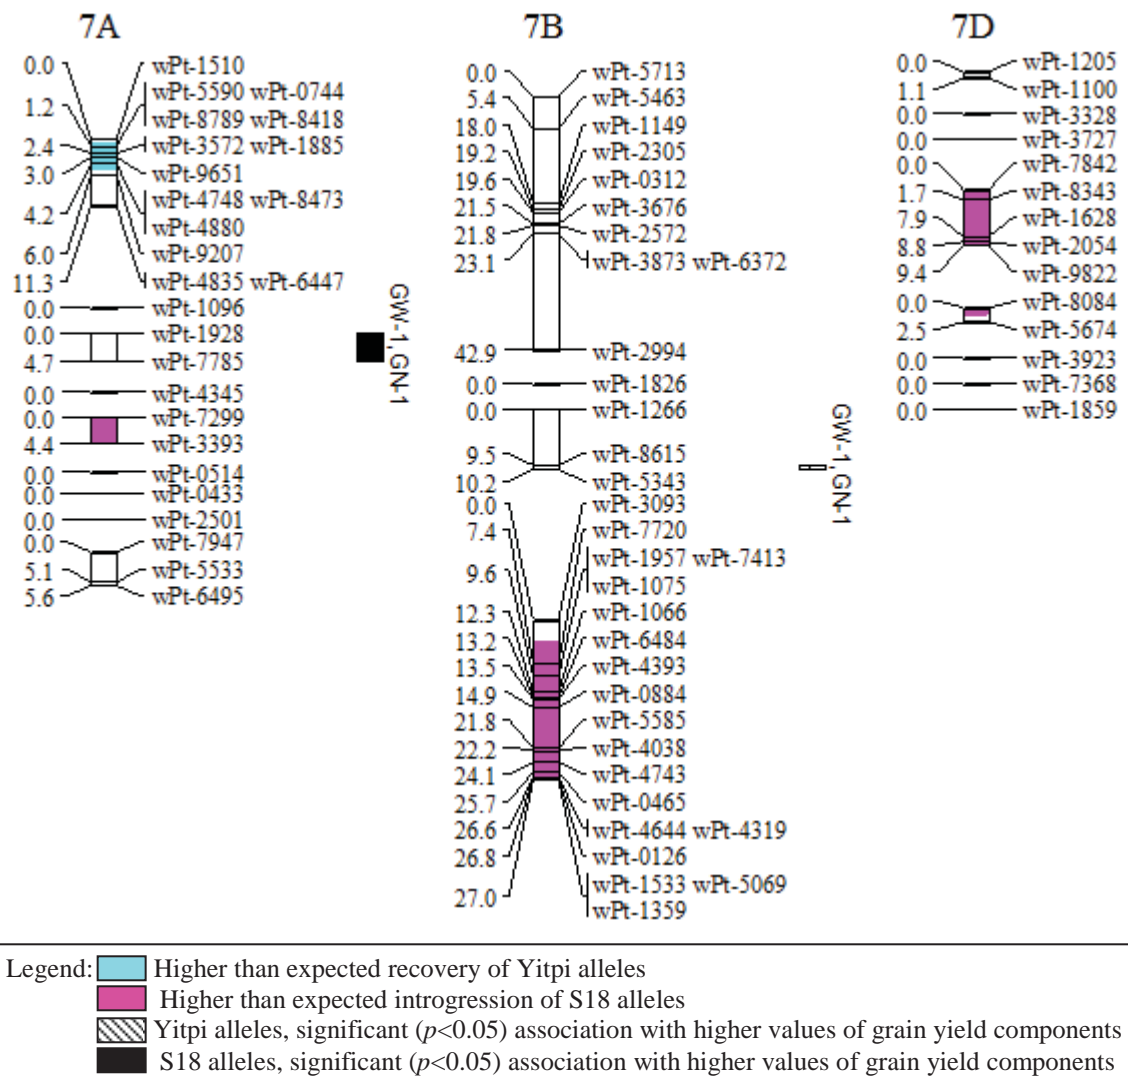 7A
0.0 wPt-1510
wPt-5590 wPt-0744
1.2 wPt-8789 wPt-8418
2.4 wPt-3572 wPt-1885
3.0 wPt-9651
wPt-4748 wPt-8473
4.2 wPt-4880
6.0 wPt-9207
11.3 wPt-4835 wPt-6447
0.0 wPt-1096
0.0 wPt-1928
4.7 wPt-7785
0.0 wPt-4345
0.0 wPt-7299
4.4 wPt-3393
0.0 wPt-0514
0.0 wPt-0433
0.0 wPt-2501
0.0 wPt-7947
5.1 wPt-5533
5.6 wPt-6495
GW-1, GN-1
7B
0.0 wPt-5713
5.4 wPt-5463
18.0 wPt-1149
19.2 wPt-2305
19.6 wPt-0312
21.5 wPt-3676
21.8 wPt-2572
23.1 wPt-3873 wPt-6372
42.9 wPt-2994
0.0 wPt-1826
0.0 wPt-1266
9.5 wPt-8615
10.2 wPt-5343
0.0 wPt-3093
7.4 wPt-7720
wPt-1957 wPt-7413
9.6 wPt-1075
12.3 wPt-1066
13.2 wPt-6484
13.5 wPt-4393
14.9 wPt-0884
21.8 wPt-5585
22.2 wPt-4038
24.1 wPt-4743
25.7 wPt-0465
26.6 wPt-4644 wPt-4319
26.8 wPt-0126
wPt-1533 wPt-5069
27.0 wPt-1359
GW-1, GN-1
7D
0.0 wPt-1205
1.1 wPt-1100
0.0 wPt-3328
0.0 wPt-3727
0.0 wPt-7842
1.7 wPt-8343
7.9 wPt-1628
8.8 wPt-2054
9.4 wPt-9822
0.0 wPt-8084
2.5 wPt-5674
0.0 wPt-3923
0.0 wPt-7368
0.0 wPt-1859
Legend: Higher than expected recovery of Yitpi alleles
Higher than expected introgression of S18 alleles
Yitpi alleles, significant (p<0.05) association with higher values of grain yield components
S18 alleles, significant (p<0.05) association with higher values of grain yield components